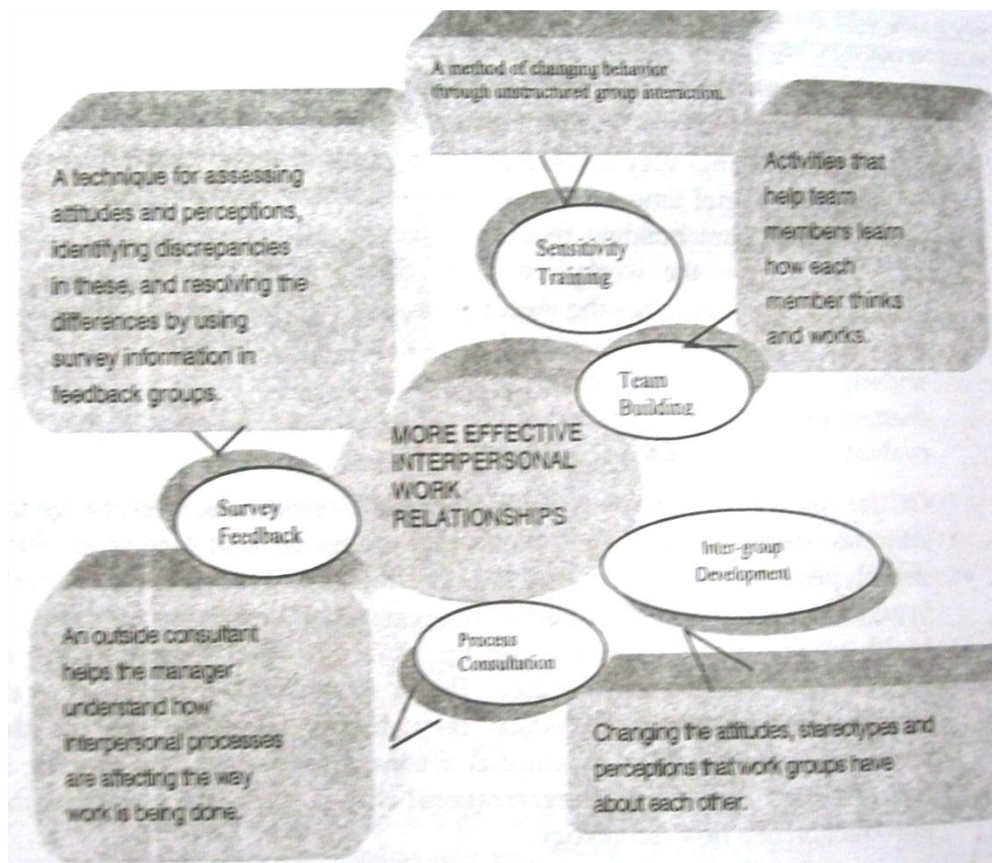 A method of changing behavior
through unstructured group interaction.
A technique for assessing
attitudes and perceptions,
identifying discrepancies
in these, and resolving the
differences by using
survey information in
feedback groups.
Activities that
help team
members learn
how each
member thinks
and works.
Sensitivity
Training
Team
Building
MORE EFFECTIVE
INTERPERSONAL
WORK
RELATIONSHIPS
Survey
Feedback
Inter-group
Development
Process
Consultation
An outside consultant
helps the manager
understand how
interpersonal processes
are affecting the way
work is being done.
Changing the attitudes, stereotypes and
perceptions that work groups have
about each other.